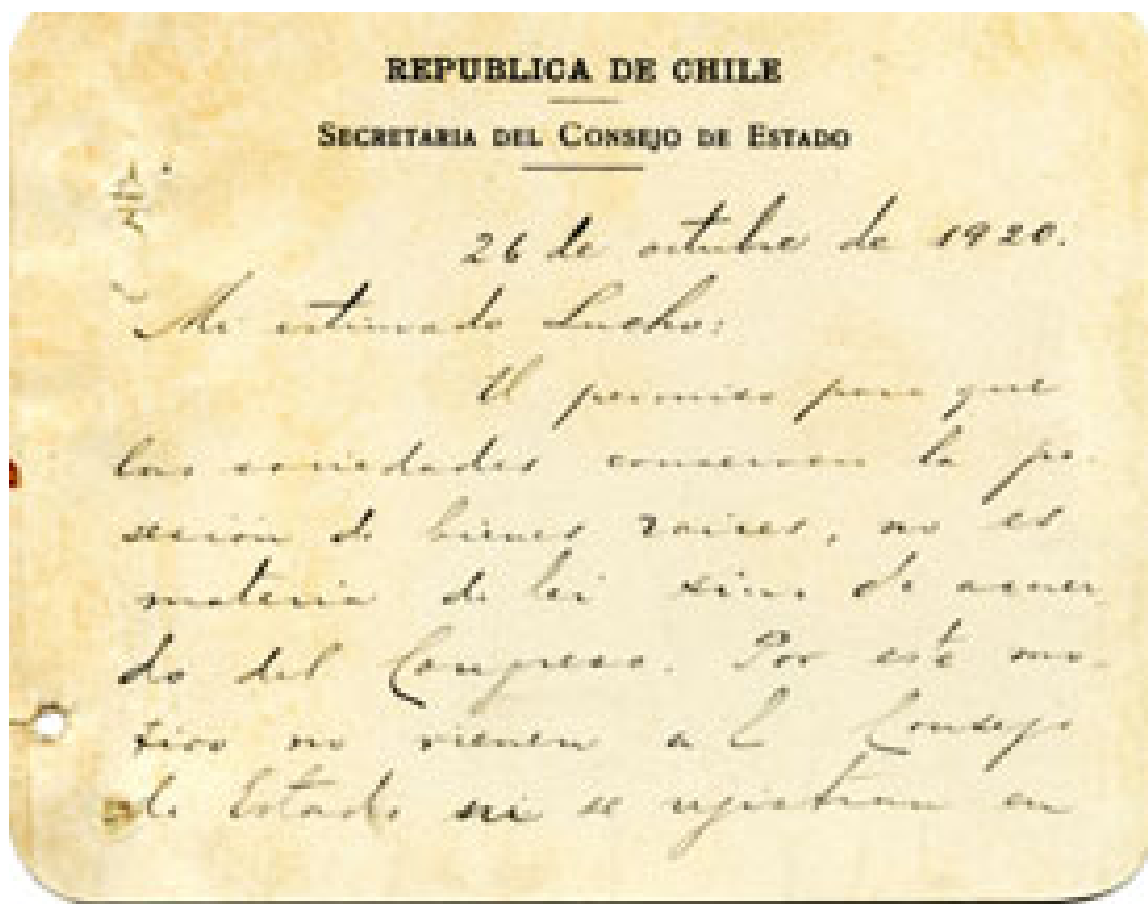 REPUBLICA DE CHILE
SECRETARIA DEL CONSEJO DE ESTADO
26 de octubre de 1920.
Mi estimado Lucho:
El permiso para que
las sociedades conserven la po-
secion de bienes raices, no es
materia de lei sino de acuer-
do del Congreso. Por este mo-
tivo no vienen al Consejo
de Estado ni se rejistran en